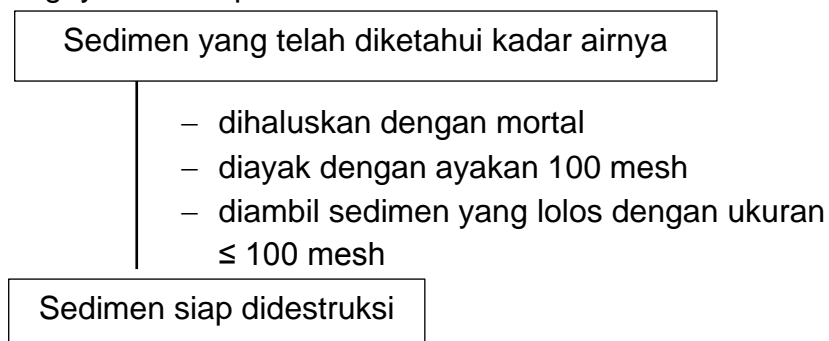 Sedimen yang telah diketahui kadar airnya
– dihaluskan dengan mortal
– diayak dengan ayakan 100 mesh
– diambil sedimen yang lolos dengan ukuran
≤ 100 mesh
Sedimen siap didestruksi